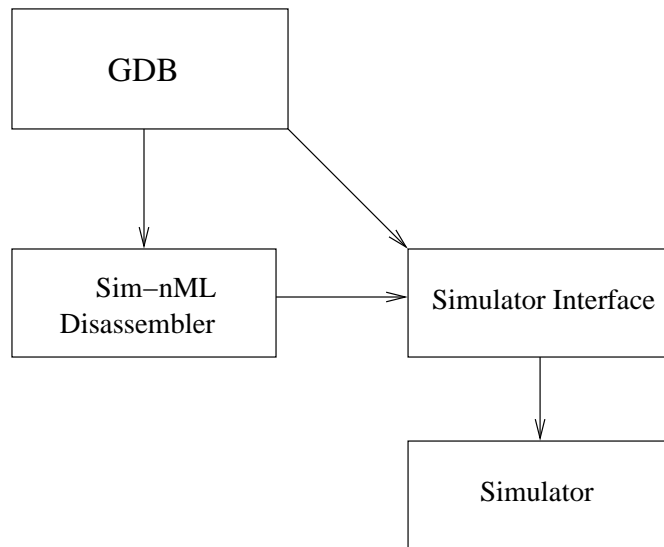 GDB
Sim−nML
Disassembler
Simulator Interface
Simulator